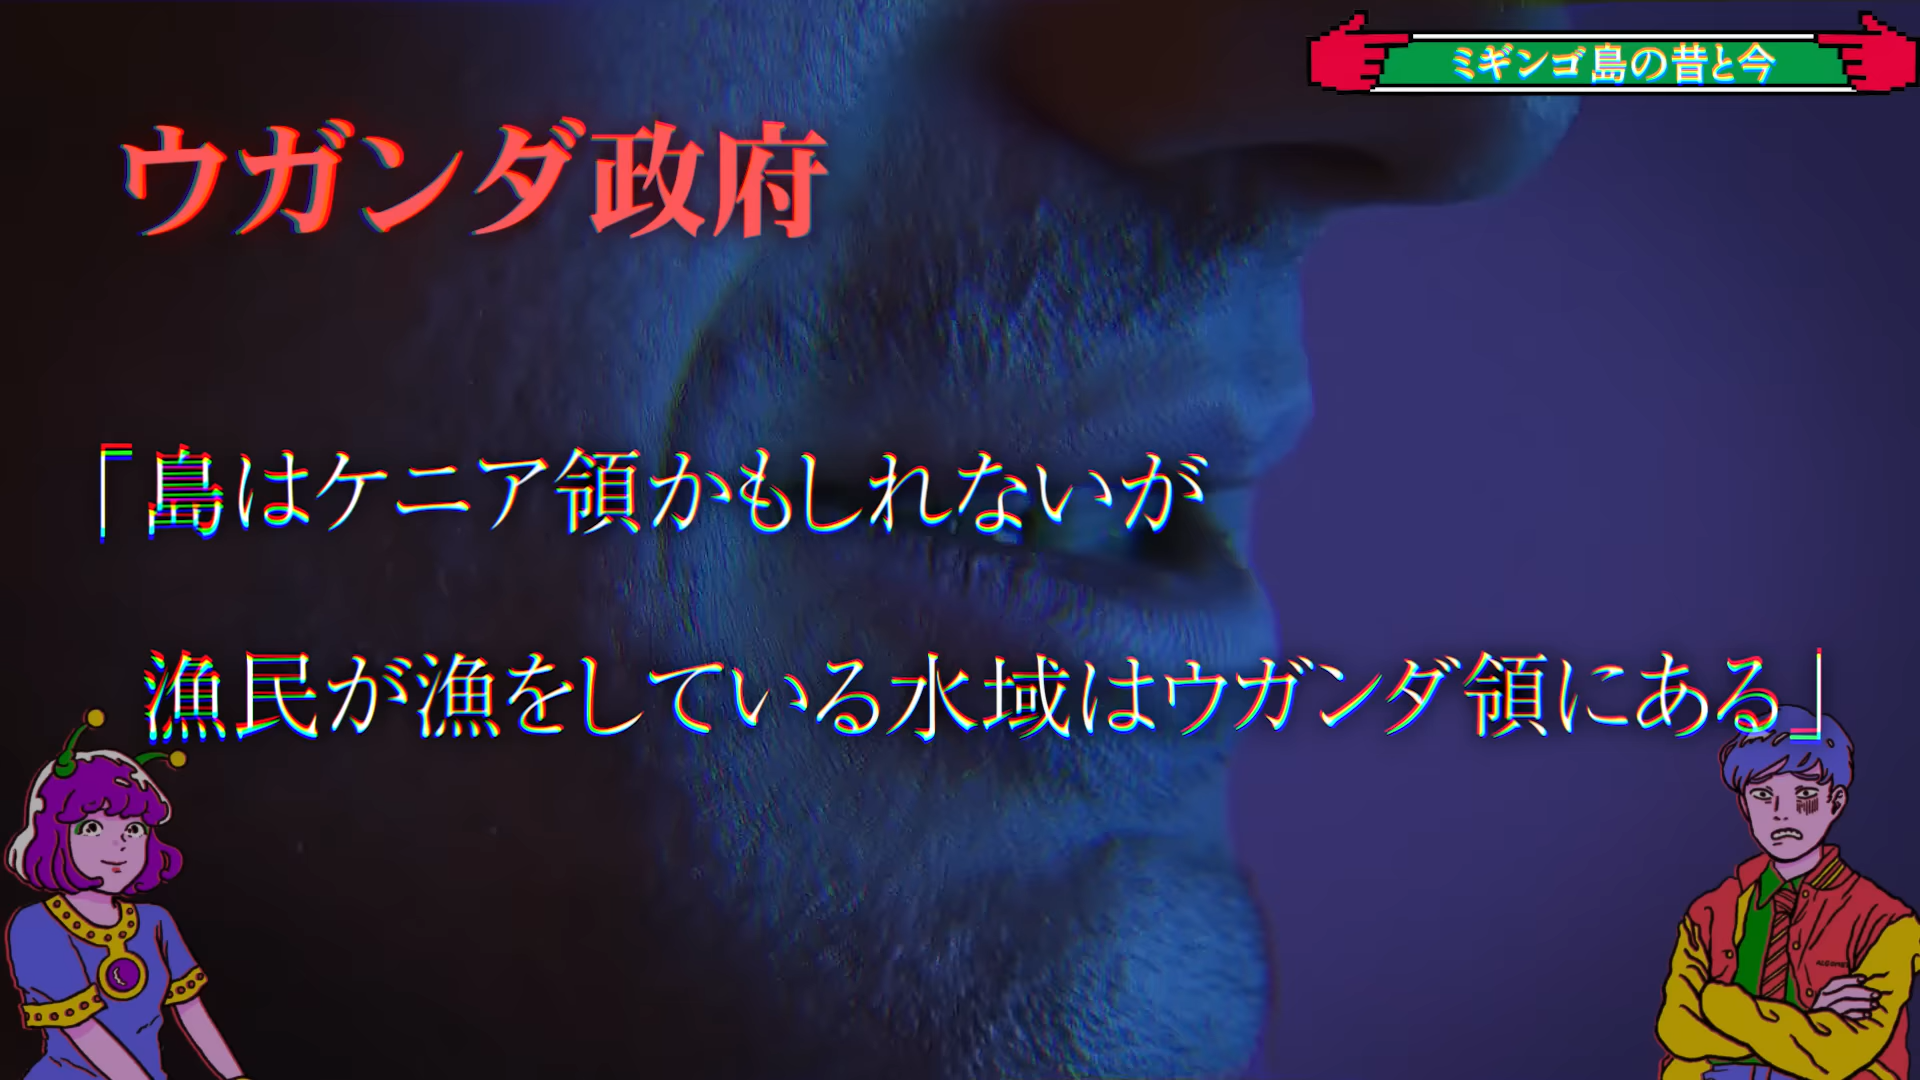 ミギンゴ島の昔と今
ウガンダ政府
「島はケニア領かもしれないが
漁民が漁をしている水域はウガンダ領にある」